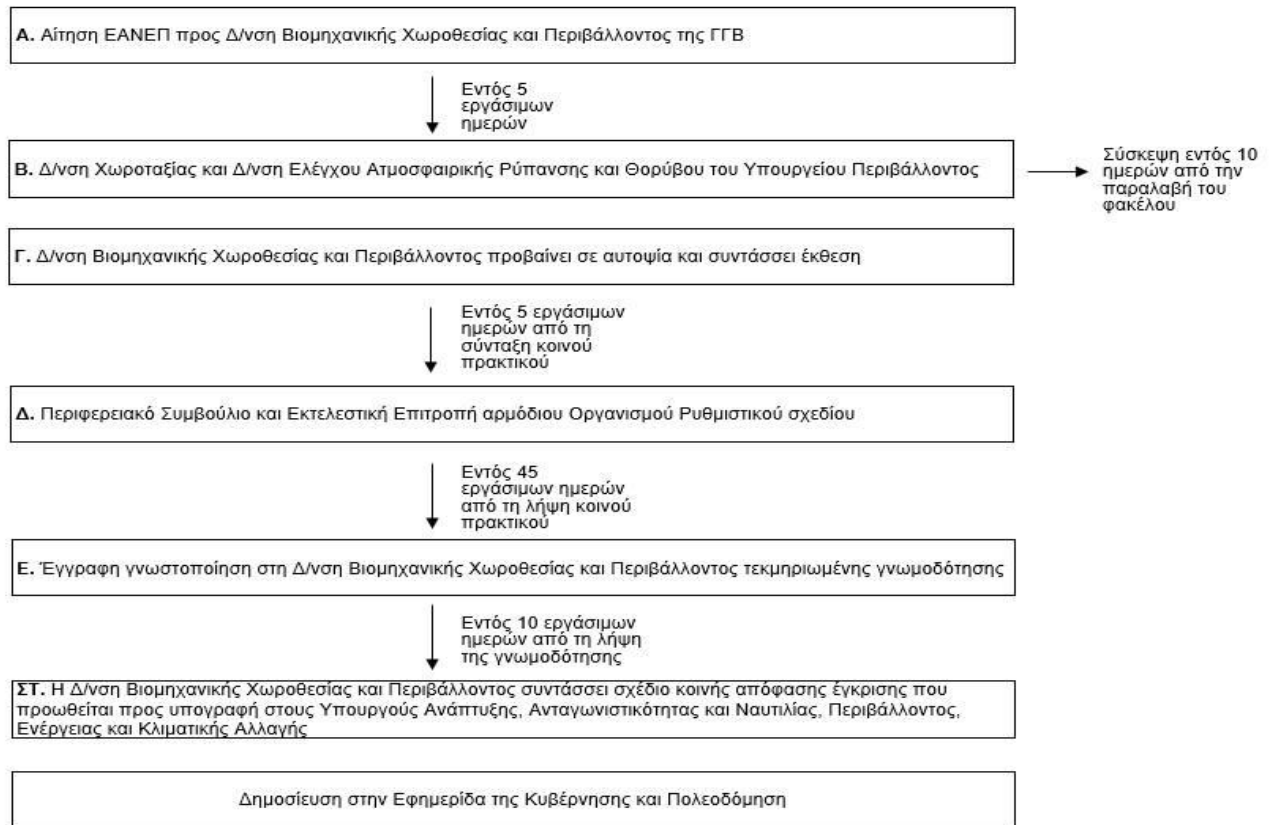 Α. Αίτηση ΕΑΝΕΠ προς Δ/νση Βιομηχανικής Χωροθεσίας και Περιβάλλοντος της ΓΓΒ
Εντός 5
εργάσιμων
ημερών
Β. Δ/νση Χωροταξίας και Δ/νση Ελέγχου Ατμοσφαιρικής Ρύπανσης και Θορύβου του Υπουργείου Περιβάλλοντος
Σύσκεψη εντός 10
ημερών από την
παραλαβή του
φακέλου
Γ. Δ/νση Βιομηχανικής Χωροθεσίας και Περιβάλλοντος προβαίνει σε αυτοψία και συντάσσει έκθεση
Εντός 5 εργάσιμων
ημερών από τη
σύνταξη κοινού
πρακτικού
Δ. Περιφερειακό Συμβούλιο και Εκτελεστική Επιτροπή αρμόδιου Οργανισμού Ρυθμιστικού σχεδίου
Εντός 45
εργάσιμων ημερών
από τη λήψη κοινού
πρακτικού
Ε. Έγγραφη γνωστοποίηση στη Δ/νση Βιομηχανικής Χωροθεσίας και Περιβάλλοντος τεκμηριωμένης γνωμοδότησης
Εντός 10 εργάσιμων
ημερών από τη λήψη
της γνωμοδότησης
ΣΤ. Η Δ/νση Βιομηχανικής Χωροθεσίας και Περιβάλλοντος συντάσσει σχέδιο κοινής απόφασης έγκρισης που
προωθείται προς υπογραφή στους Υπουργούς Ανάπτυξης, Ανταγωνιστικότητας και Ναυτιλίας, Περιβάλλοντος,
Ενέργειας και Κλιματικής Αλλαγής
Δημοσίευση στην Εφημερίδα της Κυβέρνησης και Πολεοδόμηση